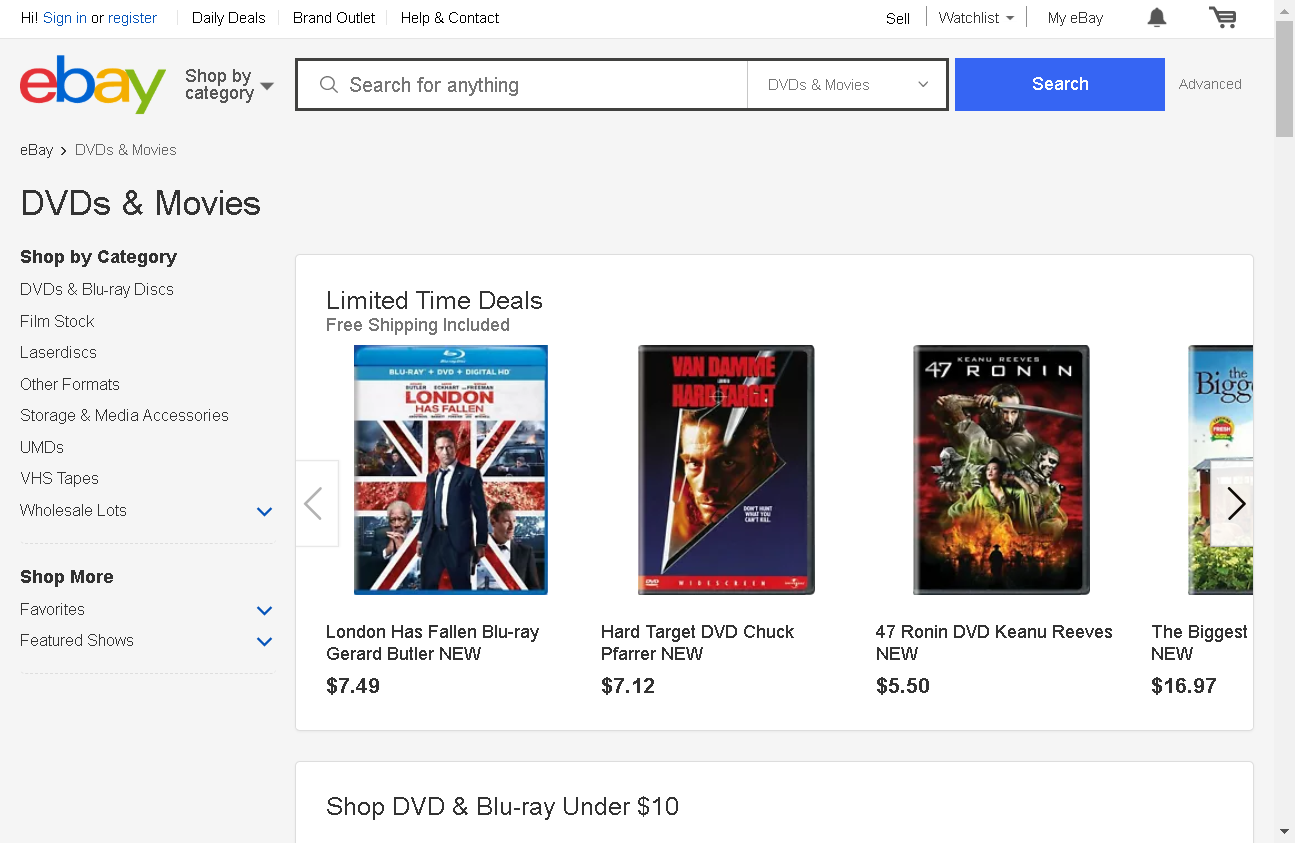 Hi! Sign in or register
Daily Deals
Brand Outlet
Help & Contact
Sell
Watchlist
My eBay
ebay
Shop by
category
Search for anything
DVDs & Movies
Search
Advanced
eBay
DVDs & Movies
DVDs & Movies
Shop by Category
DVDs & Blu-ray Discs
Film Stock
Laserdiscs
Other Formats
Storage & Media Accessories
UMDs
VHS Tapes
Wholesale Lots
Shop More
Favorites
Featured Shows
Limited Time Deals
Free Shipping Included
BLU-RAY + DVD + DIGITAL HD
BUTLER ECKHART FREEMAN
LONDON
HAS FALLEN
VAN DAMME
HARD TARGET
DON'T HUNT
WHAT YOU
CAN'T KILL.
DVD
WIDESCREEN
KEANU REEVES
47 RONIN
the
Bigg
FRESH
London Has Fallen Blu-ray
Gerard Butler NEW
$7.49
Hard Target DVD Chuck
Pfarrer NEW
$7.12
47 Ronin DVD Keanu Reeves
NEW
$5.50
The Biggest
NEW
$16.97
Shop DVD & Blu-ray Under $10